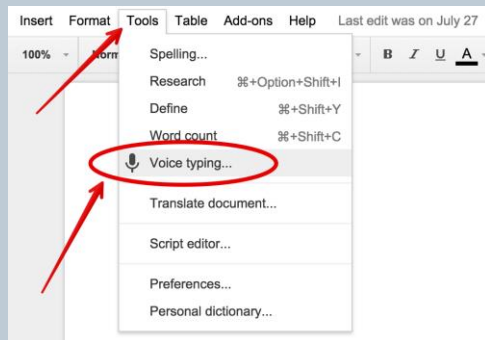 Insert Format Tools Table Add-ons Help Last edit was on July 27
100% B I U A
Spelling...
Research ⌘+Option+Shift+I
Define ⌘+Shift+Y
Word count ⌘+Shift+C
Voice typing...
Translate document...
Script editor...
Preferences...
Personal dictionary...